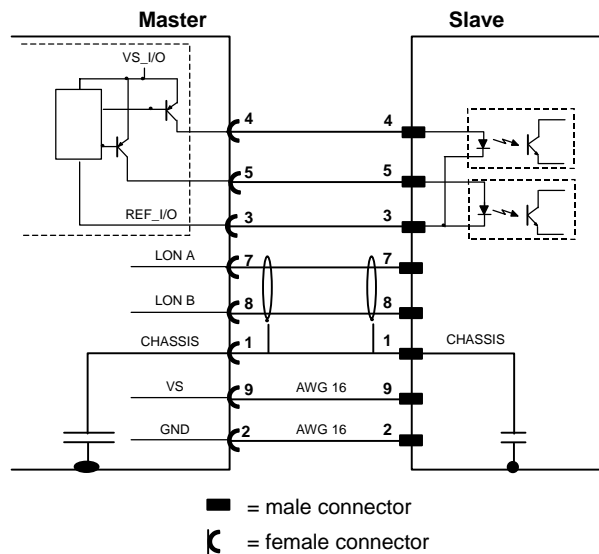 Master Slave
VS_I/O
4 4
5 5
REF_I/O 3 3
LON A 7 7
LON B 8 8
CHASSIS 1 1 CHASSIS
VS 9 AWG 16 9
GND 2 AWG 16 2
= male connector
= female connector